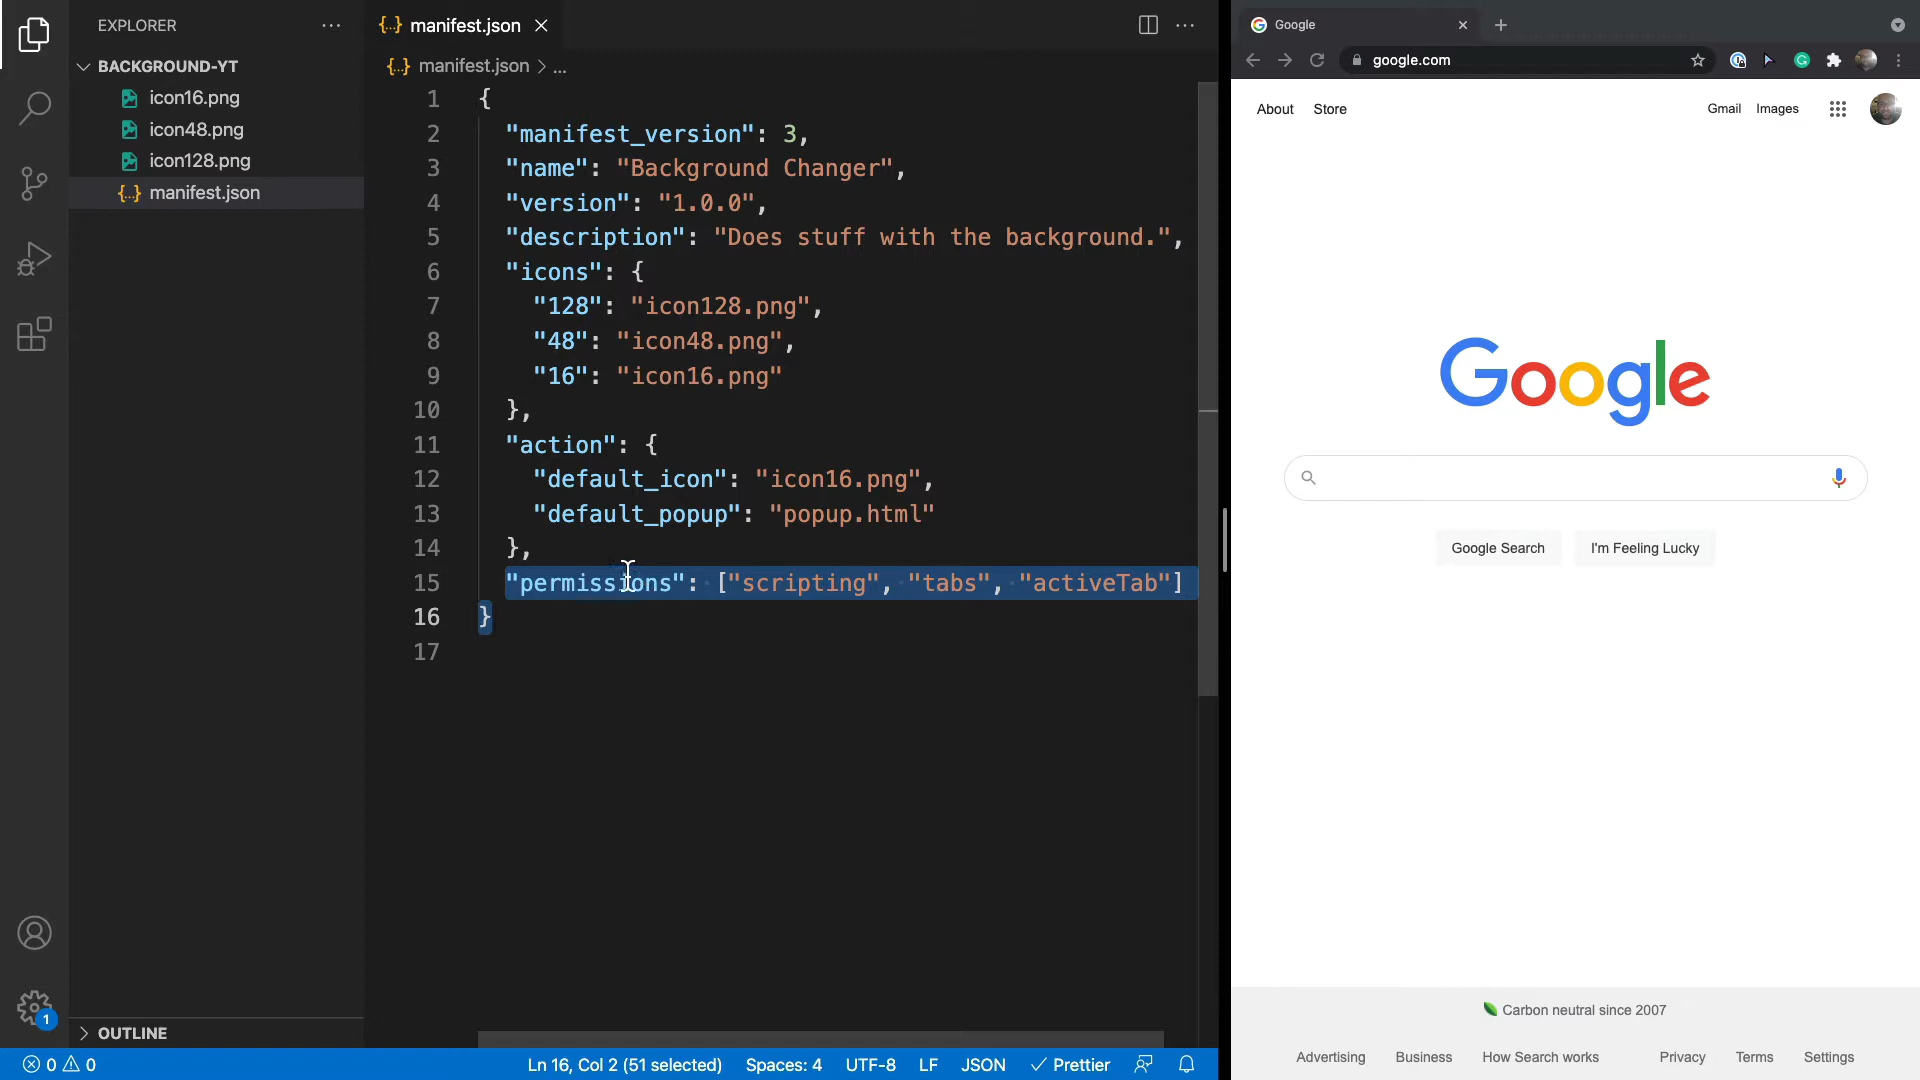 EXPLORER
BACKGROUND-YT
icon16.png
icon48.png
icon128.png
manifest.json
OUTLINE
manifest.json
manifest.json > ...
1 {
2 "manifest_version": 3,
3 "name": "Background Changer",
4 "version": "1.0.0",
5 "description": "Does stuff with the background.",
6 "icons": {
7 "128": "icon128.png",
8 "48": "icon48.png",
9 "16": "icon16.png"
10 },
11 "action": {
12 "default_icon": "icon16.png",
13 "default_popup": "popup.html"
14 },
15 "permissions": ["scripting", "tabs", "activeTab"]
16 }
17
1
0 0
Ln 16, Col 2 (51 selected)
Spaces: 4
UTF-8
LF
JSON
Prettier
Google
google.com
About Store
Gmail Images
Google
Google Search
I'm Feeling Lucky
Carbon neutral since 2007
Advertising Business How Search works
Privacy Terms Settings